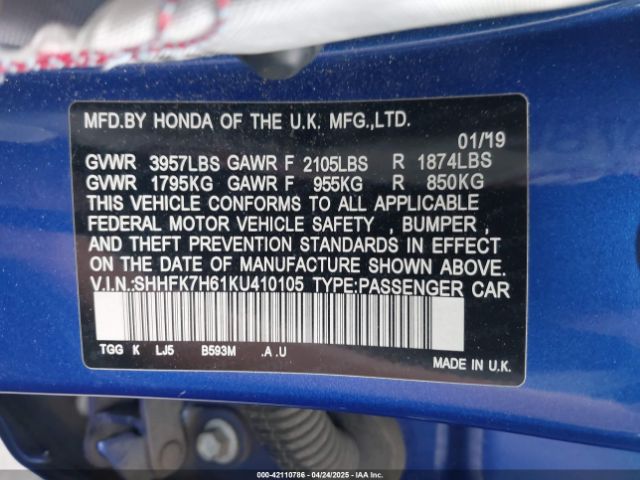 MFD.BY HONDA OF THE U.K. MFG.,LTD.
01/19
GVWR 3957LBS GAWR F 2105LBS R 1874LBS
GVWR 1795KG GAWR F 955KG R 850KG
THIS VEHICLE CONFORMS TO ALL APPLICABLE
FEDERAL MOTOR VEHICLE SAFETY , BUMPER ,
AND THEFT PREVENTION STANDARDS IN EFFECT
ON THE DATE OF MANUFACTURE SHOWN ABOVE.
V.I.N.:SHHFK7H61KU410105 TYPE:PASSENGER CAR
TGG K LJ5 B593M .A .U
MADE IN U.K.
000-42110786 - 04/24/2025 - IAA Inc.